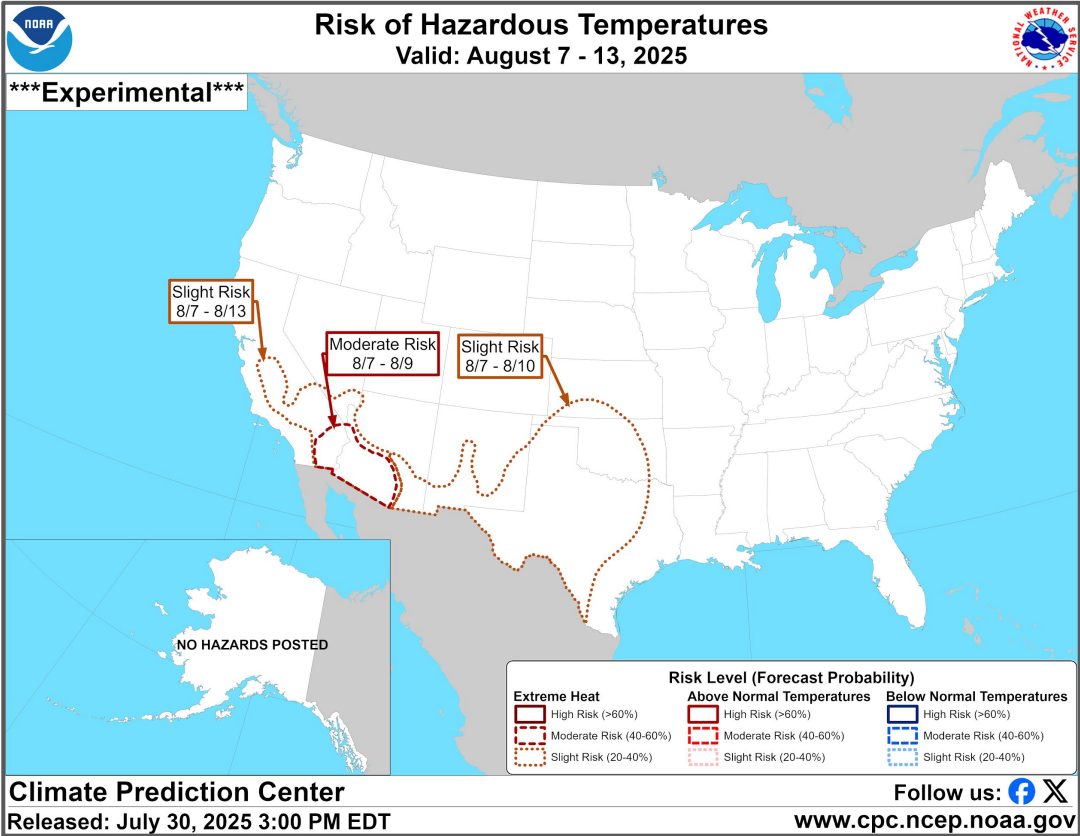 NOAA
Risk of Hazardous Temperatures
Valid: August 7 - 13, 2025
NATIONAL WEATHER SERVICE
***Experimental***
Slight Risk
8/7 - 8/13
Moderate Risk
8/7 - 8/9
Slight Risk
8/7 - 8/10
NO HAZARDS POSTED
Risk Level (Forecast Probability)
Extreme Heat
High Risk (>60%)
Moderate Risk (40-60%)
Slight Risk (20-40%)
Above Normal Temperatures
High Risk (>60%)
Moderate Risk (40-60%)
Slight Risk (20-40%)
Below Normal Temperatures
High Risk (>60%)
Moderate Risk (40-60%)
Slight Risk (20-40%)
Climate Prediction Center
Follow us:
Released: July 30, 2025 3:00 PM EDT
www.cpc.ncep.noaa.gov